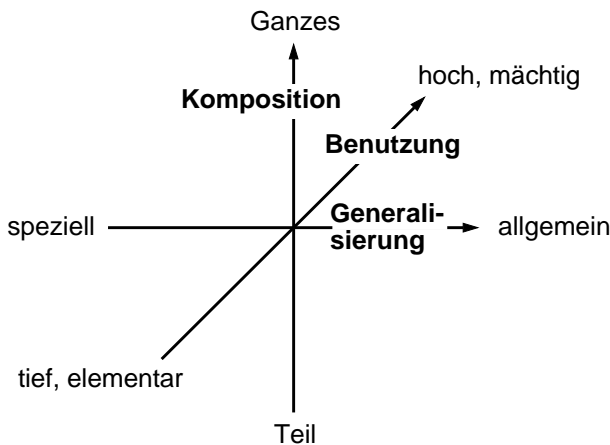 Ganzes
hoch, mächtig
Komposition
Benutzung
Generali-
sierung
speziell
allgemein
tief, elementar
Teil